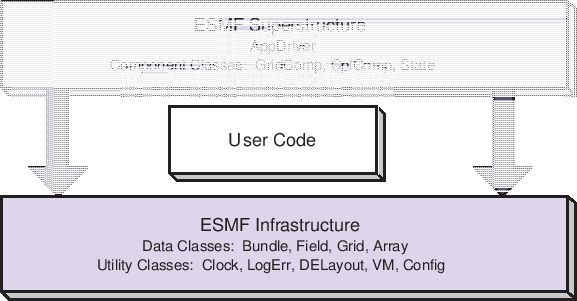 ESMF Superstructure
AppDriver
Component Classes: GridComp, CplComp, State
User Code
ESMF Infrastructure
Data Classes: Bundle, Field, Grid, Array
Utility Classes: Clock, LogErr, DELayout, VM, Config